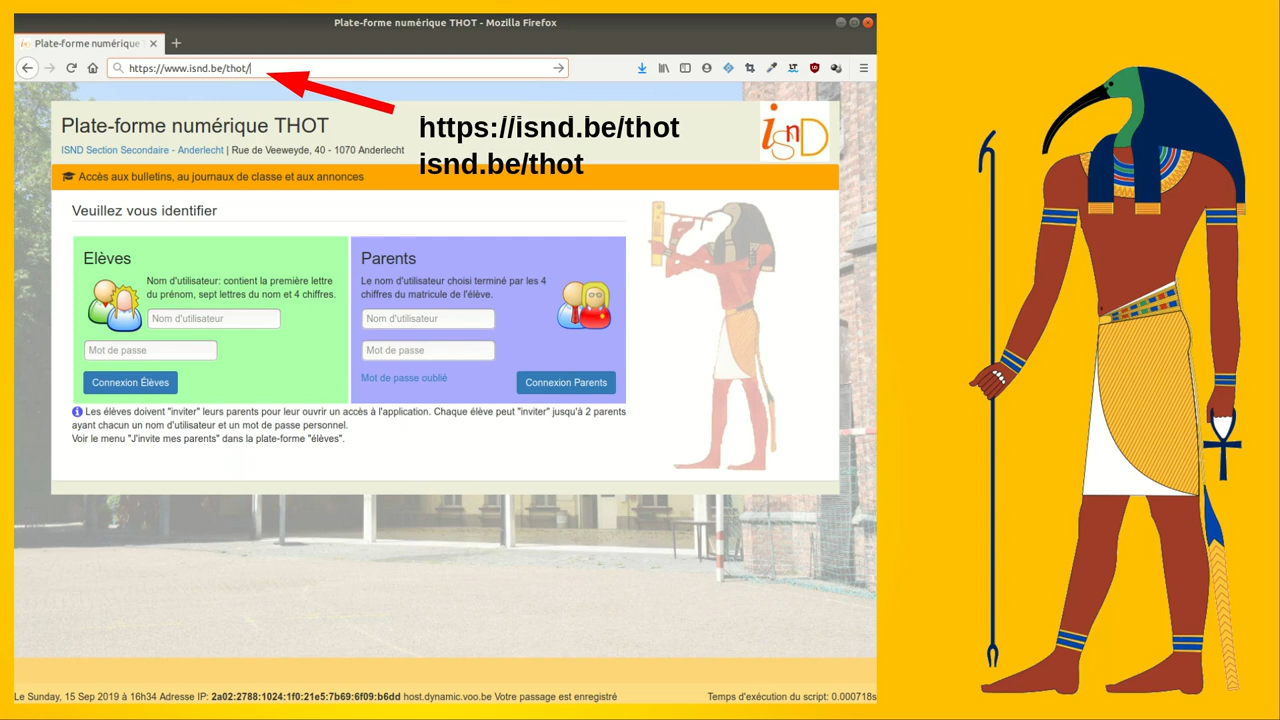 Plate-forme numérique THOT - Mozilla Firefox
Plate-forme numérique
https://www.isnd.be/thot/
https://isnd.be/thot
isnd.be/thot
Plate-forme numérique THOT
isnD
ISND Section Secondaire - Anderlecht | Rue de Veeweyde, 40 - 1070 Anderlecht
Accès aux bulletins, au journaux de classe et aux annonces
Veuillez vous identifier
Elèves
Nom d'utilisateur: contient la première lettre
du prénom, sept lettres du nom et 4 chiffres.
Nom d'utilisateur
Mot de passe
Connexion Élèves
Parents
Le nom d'utilisateur choisi terminé par les 4
chiffres du matricule de l'élève.
Nom d'utilisateur
Mot de passe
Mot de passe oublié
Connexion Parents
Les élèves doivent "inviter" leurs parents pour leur ouvrir un accès à l'application. Chaque élève peut "inviter" jusqu'à 2 parents
ayant chacun un nom d'utilisateur et un mot de passe personnel.
Voir le menu "J'invite mes parents" dans la plate-forme "élèves".
Le Sunday, 15 Sep 2019 à 16h34 Adresse IP: 2a02:2788:1024:1f0:21e5:7b69:6f09:b6dd host.dynamic.voo.be Votre passage est enregistré
Temps d'exécution du script: 0.000718s